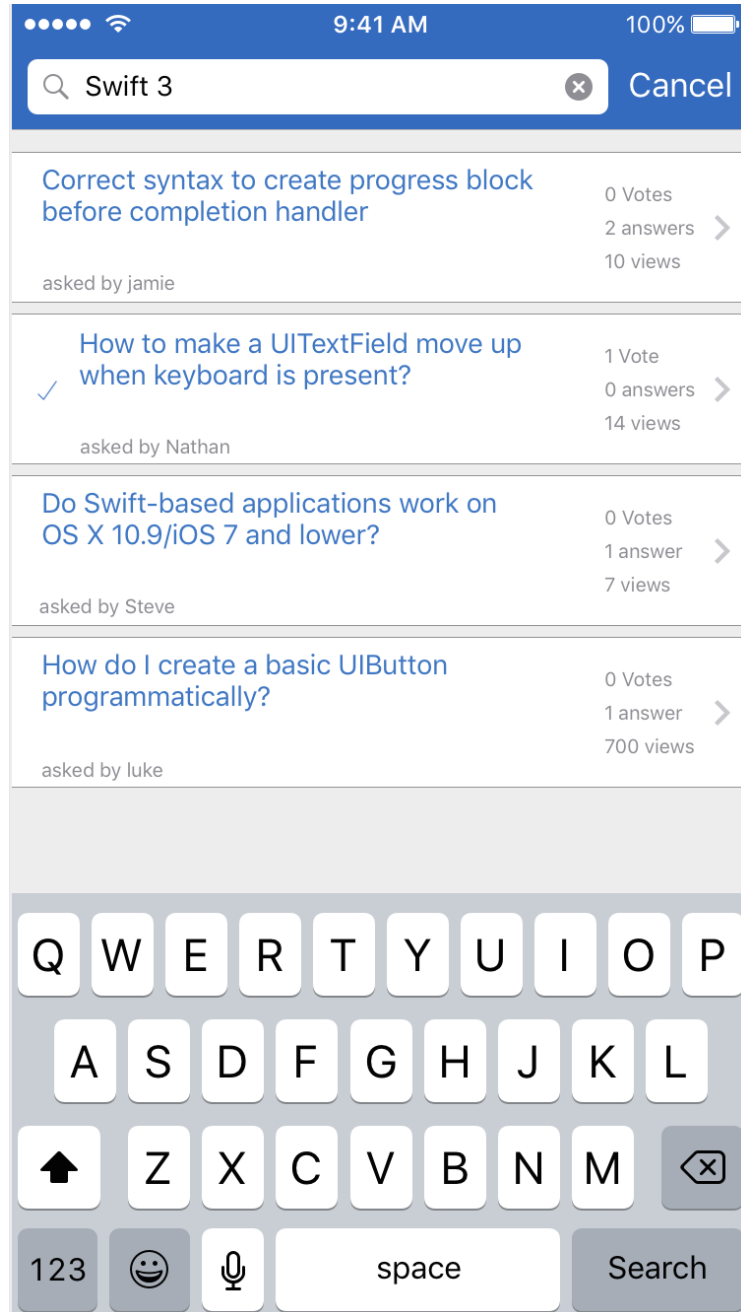 9:41 AM 100%
Swift 3 Cancel
Correct syntax to create progress block
before completion handler
0 Votes
2 answers
10 views
asked by jamie
How to make a UITextField move up
when keyboard is present?
1 Vote
0 answers
14 views
asked by Nathan
Do Swift-based applications work on
OS X 10.9/iOS 7 and lower?
0 Votes
1 answer
7 views
asked by Steve
How do I create a basic UIButton
programmatically?
0 Votes
1 answer
700 views
asked by luke
Q W E R T Y U I O P
A S D F G H J K L
Z X C V B N M
123 space Search